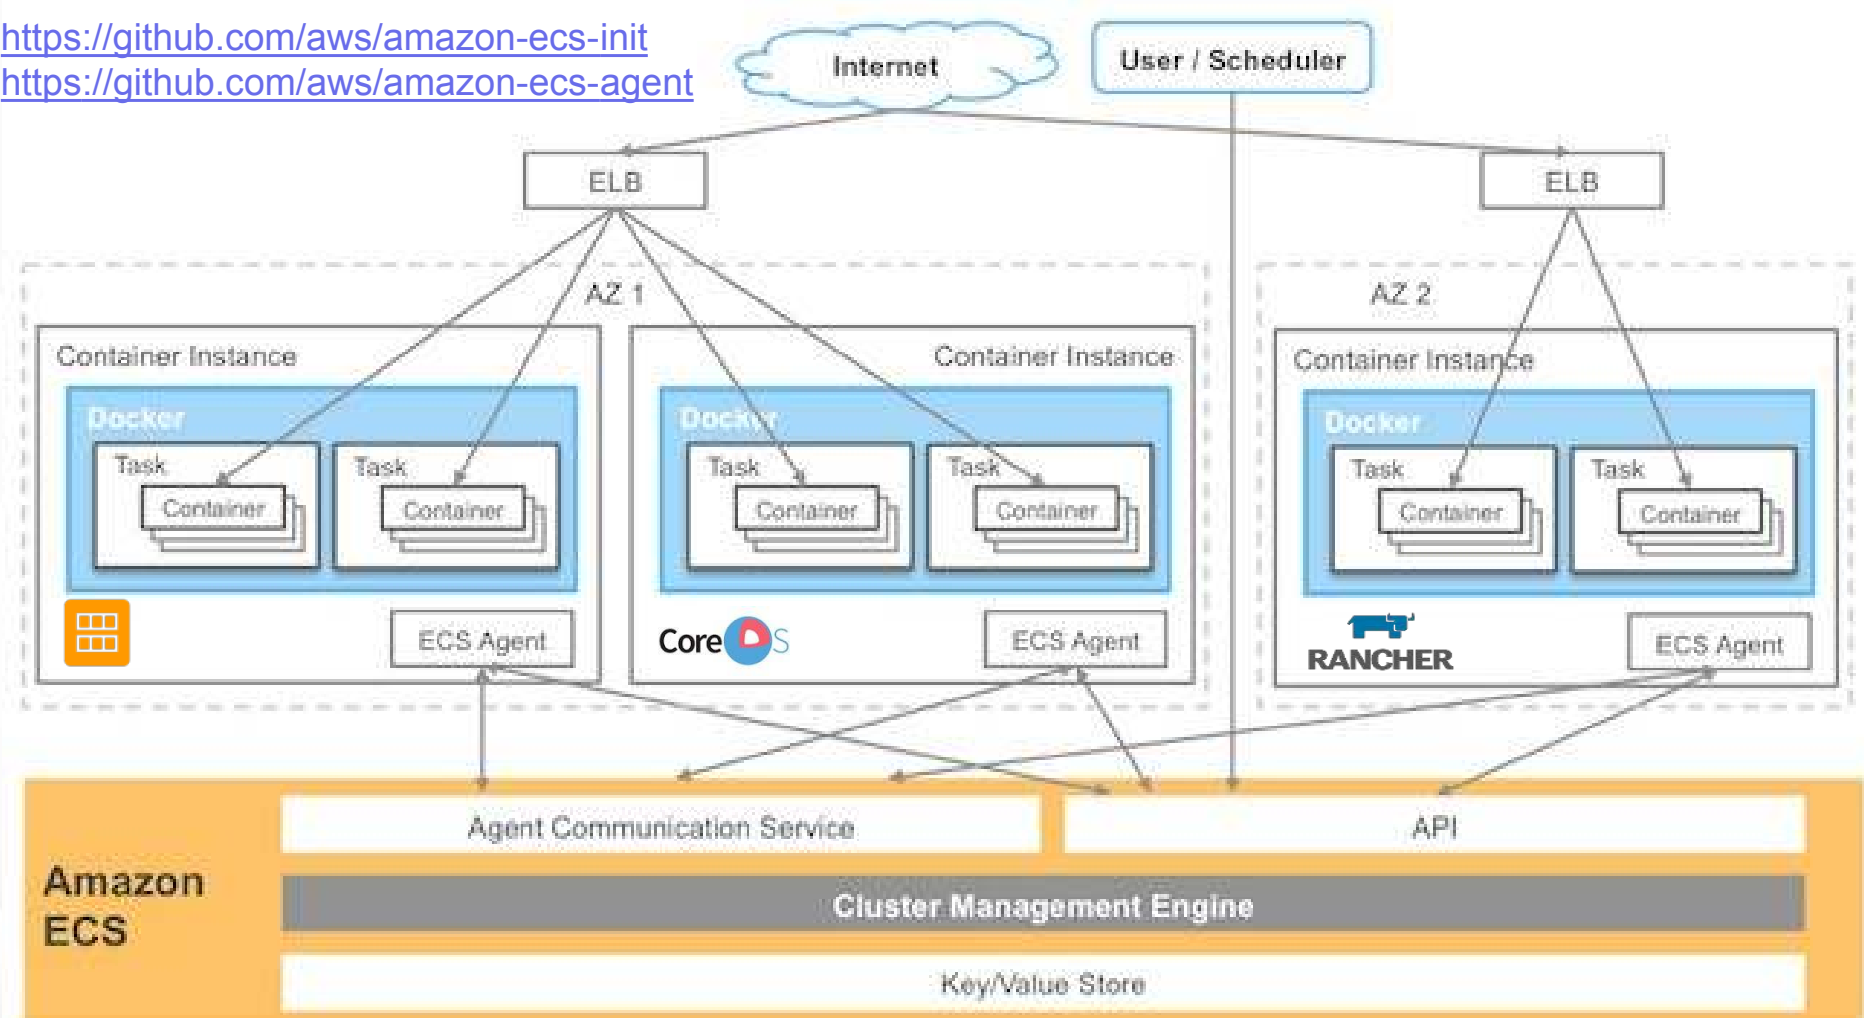 https://github.com/aws/amazon-ecs-init
https://github.com/aws/amazon-ecs-agent
Internet
User / Scheduler
ELB
ELB
AZ 1
AZ 2
Container Instance
Container Instance
Container Instance
Docker
Docker
Docker
Task
Task
Task
Task
Task
Task
Container
Container
Container
Container
Container
Container
ECS Agent
CoreOS
ECS Agent
RANCHER
ECS Agent
Amazon
ECS
Agent Communication Service
API
Cluster Management Engine
Key/Value Store